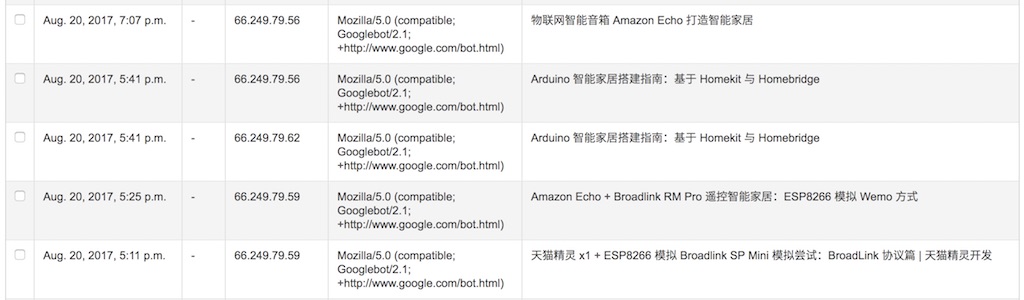 Aug. 20, 2017, 7:07 p.m. - 66.249.79.56 Mozilla/5.0 (compatible; 物联网智能音箱 Amazon Echo 打造智能家居
Googlebot/2.1;
+http://www.google.com/bot.html)
Aug. 20, 2017, 5:41 p.m. - 66.249.79.56 Mozilla/5.0 (compatible; Arduino 智能家居搭建指南：基于 Homekit 与 Homebridge
Googlebot/2.1;
+http://www.google.com/bot.html)
Aug. 20, 2017, 5:41 p.m. - 66.249.79.62 Mozilla/5.0 (compatible; Arduino 智能家居搭建指南：基于 Homekit 与 Homebridge
Googlebot/2.1;
+http://www.google.com/bot.html)
Aug. 20, 2017, 5:25 p.m. - 66.249.79.59 Mozilla/5.0 (compatible; Amazon Echo + Broadlink RM Pro 遥控智能家居：ESP8266 模拟 Wemo 方式
Googlebot/2.1;
+http://www.google.com/bot.html)
Aug. 20, 2017, 5:11 p.m. - 66.249.79.59 Mozilla/5.0 (compatible; 天猫精灵 x1 + ESP8266 模拟 Broadlink SP Mini 模拟尝试：BroadLink 协议篇 | 天猫精灵开发
Googlebot/2.1;
+http://www.google.com/bot.html)